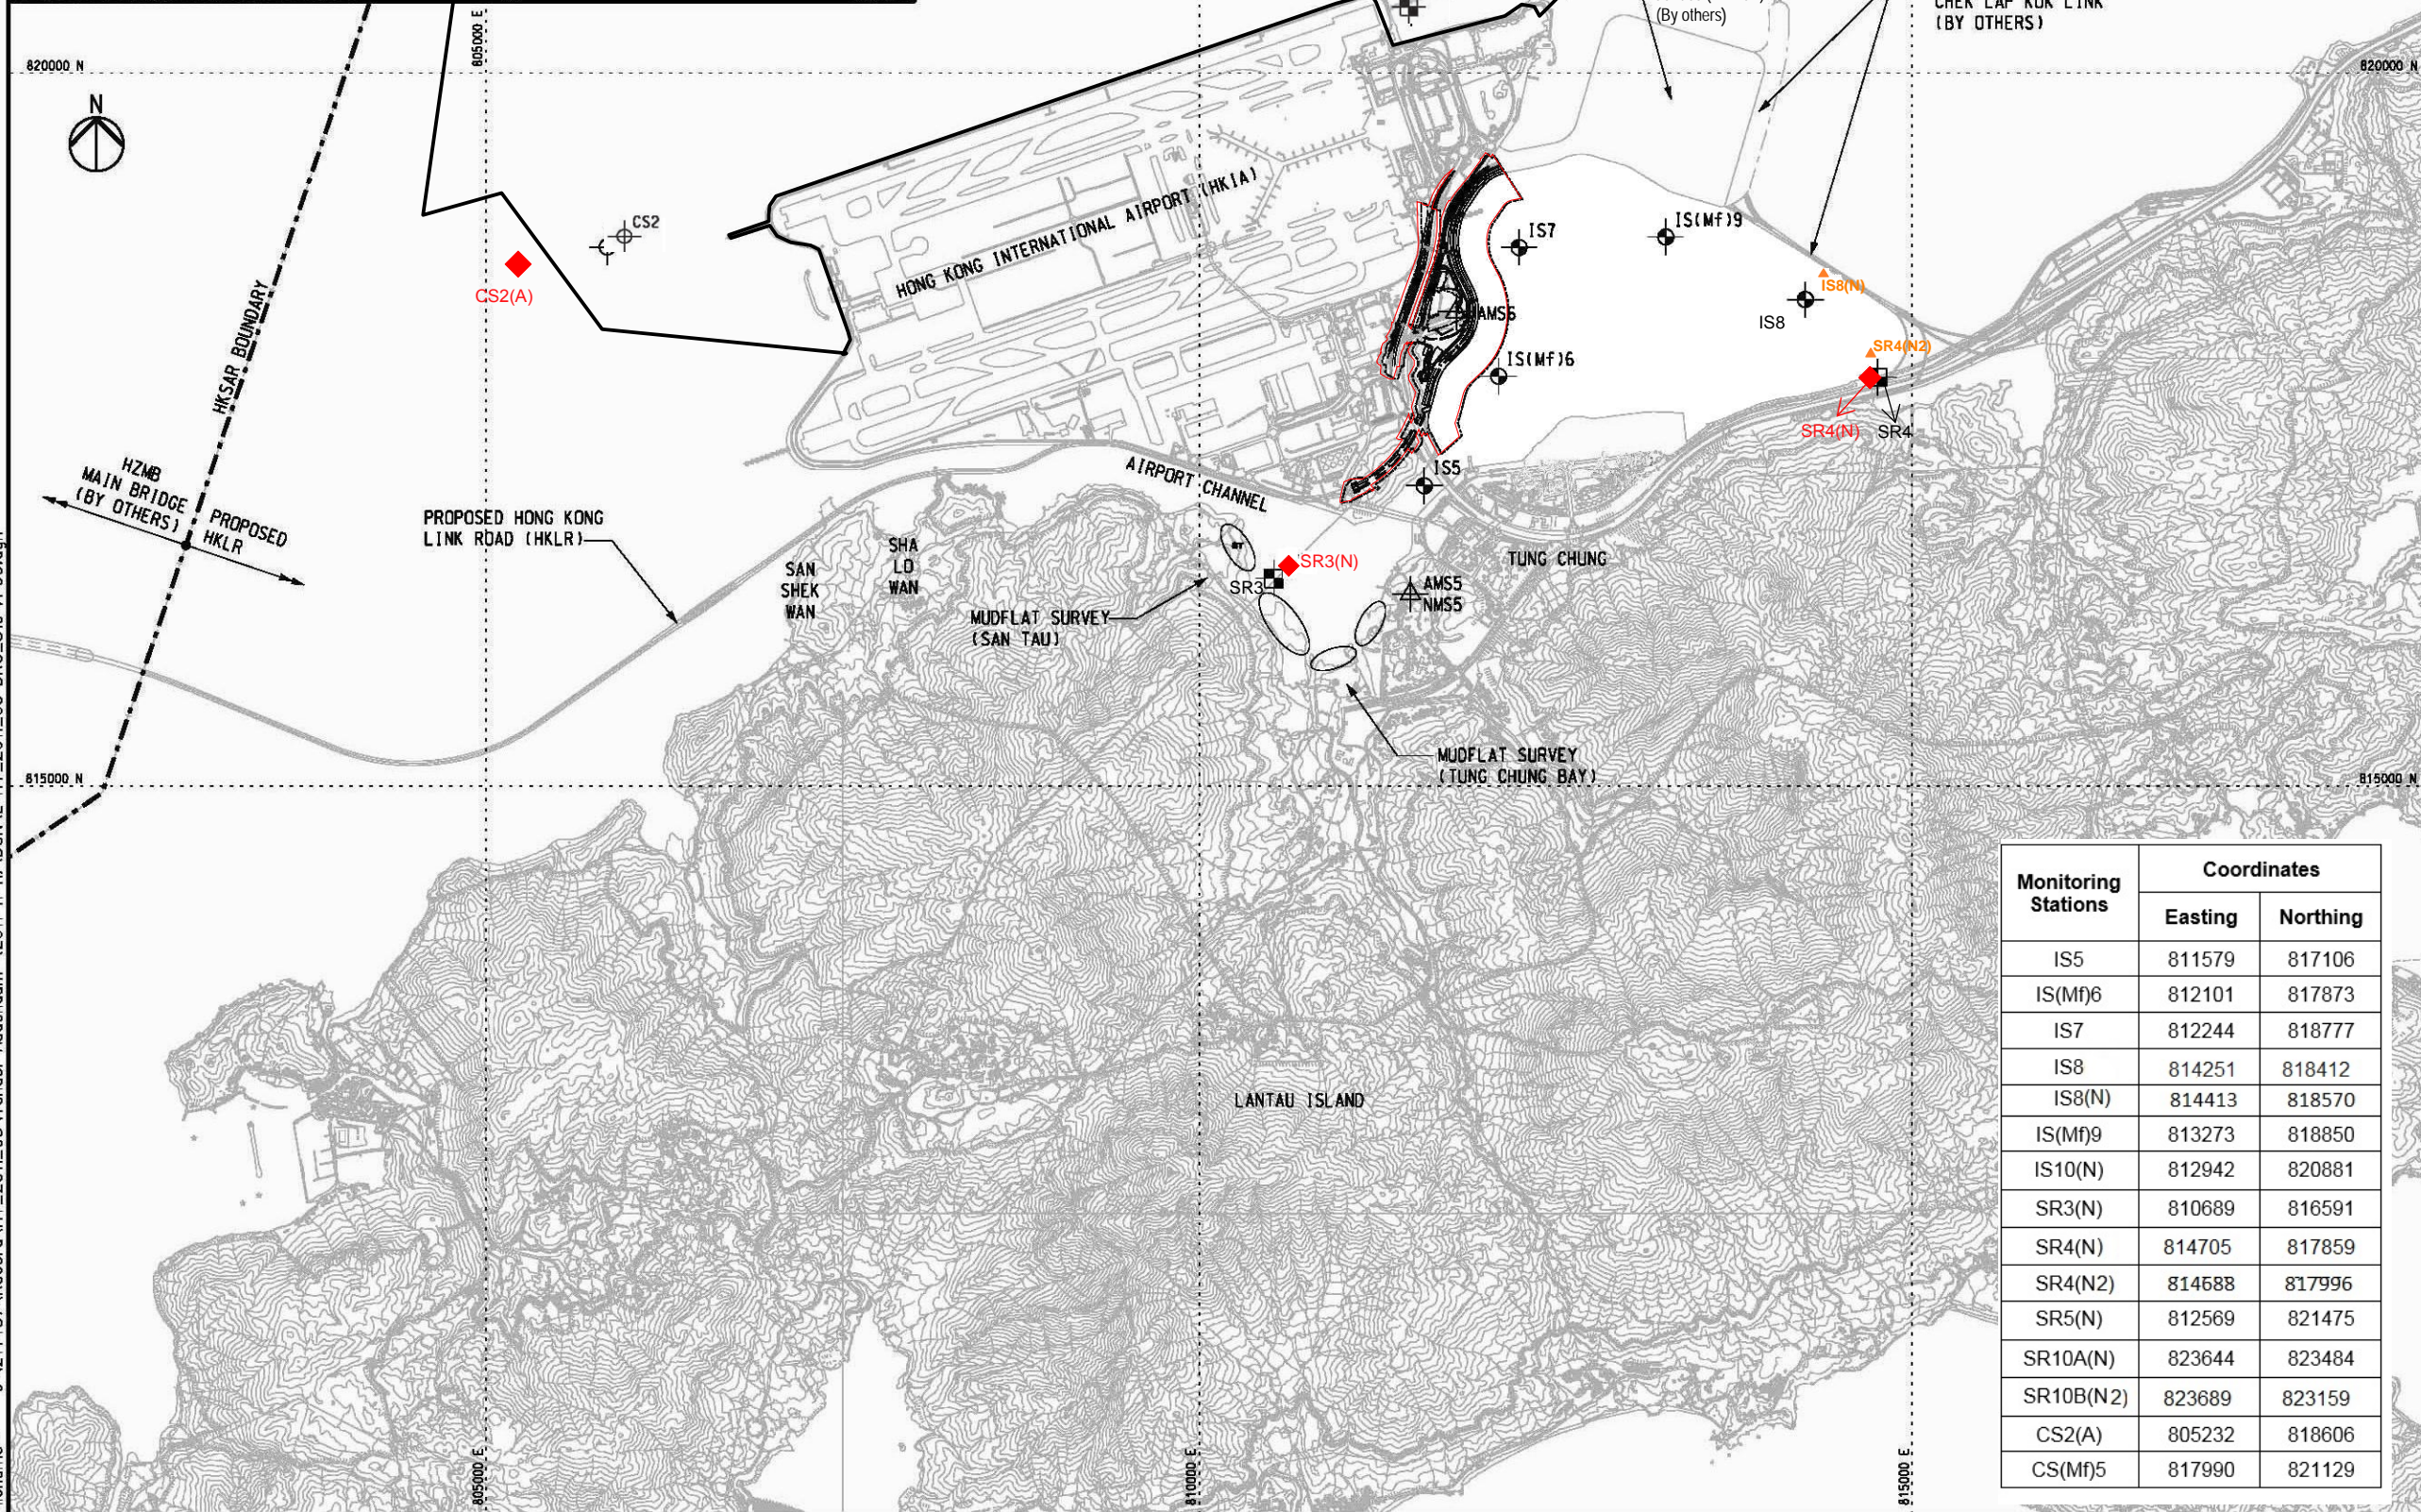 (By others)
CHEK LAP KOK LINK
(BY OTHERS)
805000 E
820000 N
820000 N
N
CS2
CS2(A)
HONG KONG INTERNATIONAL AIRPORT (HKIA)
IS7
IS(Mf)9
IS8(N)
IS8
AMS6
IS(Mf)6
SR4(N2)
SR4(N)
SR4
HKSAR BOUNDARY
HZMB
MAIN BRIDGE
(BY OTHERS)
PROPOSED
HKLR
PROPOSED HONG KONG
LINK ROAD (HKLR)
AIRPORT CHANNEL
IS5
SAN
SHEK
WAN
SHA
LO
WAN
SR3(N)
SR3
TUNG CHUNG
AMS5
NMS5
MUDFLAT SURVEY
(SAN TAU)
MUDFLAT SURVEY
(TUNG CHUNG BAY)
815000 N
815000 N
LANTAU ISLAND
805000 E
810000 E
815000 E
Monitoring Stations Coordinates
Easting Northing
IS5 811579 817106
IS(Mf)6 812101 817873
IS7 812244 818777
IS8 814251 818412
IS8(N) 814413 818570
IS(Mf)9 813273 818850
IS10(N) 812942 820881
SR3(N) 810689 816591
SR4(N) 814705 817859
SR4(N2) 814688 817996
SR5(N) 812569 821475
SR10A(N) 823644 823484
SR10B(N2) 823689 823159
CS2(A) 805232 818606
CS(Mf)5 817990 821129